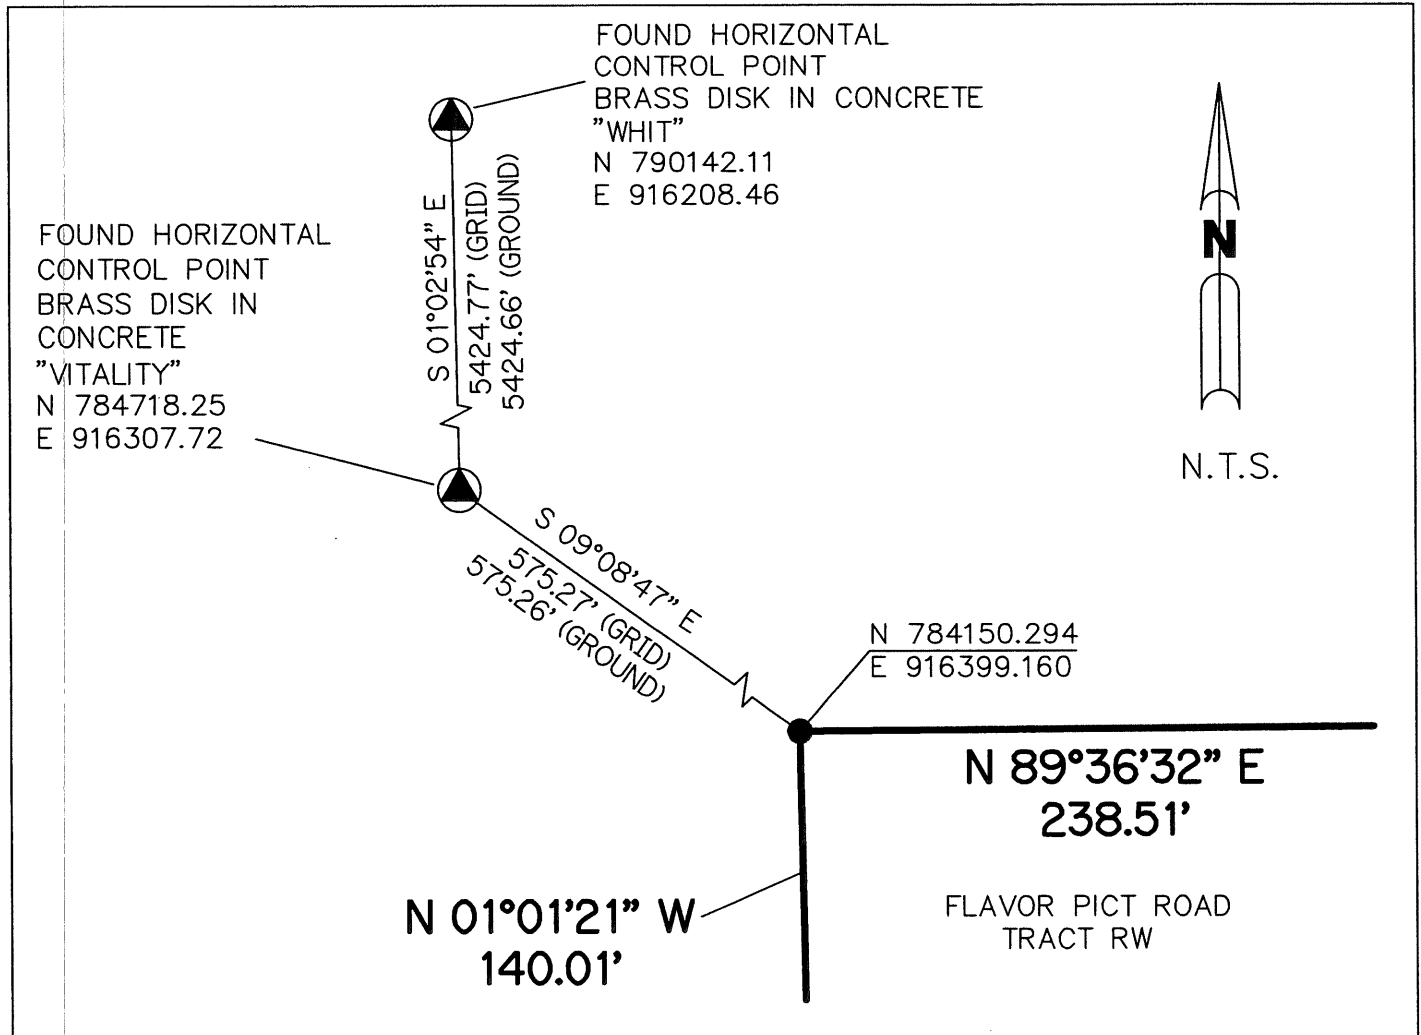 FOUND HORIZONTAL
CONTROL POINT
BRASS DISK IN CONCRETE
"WHIT"
N 790142.11
E 916208.46
S 01°02'54" E
5424.77' (GRID)
5424.66' (GROUND)
FOUND HORIZONTAL
CONTROL POINT
BRASS DISK IN
CONCRETE
"VITALITY"
N 784718.25
E 916307.72
N
N.T.S.
S 09°08'47" E
575.27' (GRID)
575.26' (GROUND)
N 784150.294
E 916399.160
N 89°36'32" E
238.51'
N 01°01'21" W
140.01'
FLAVOR PICT ROAD
TRACT RW